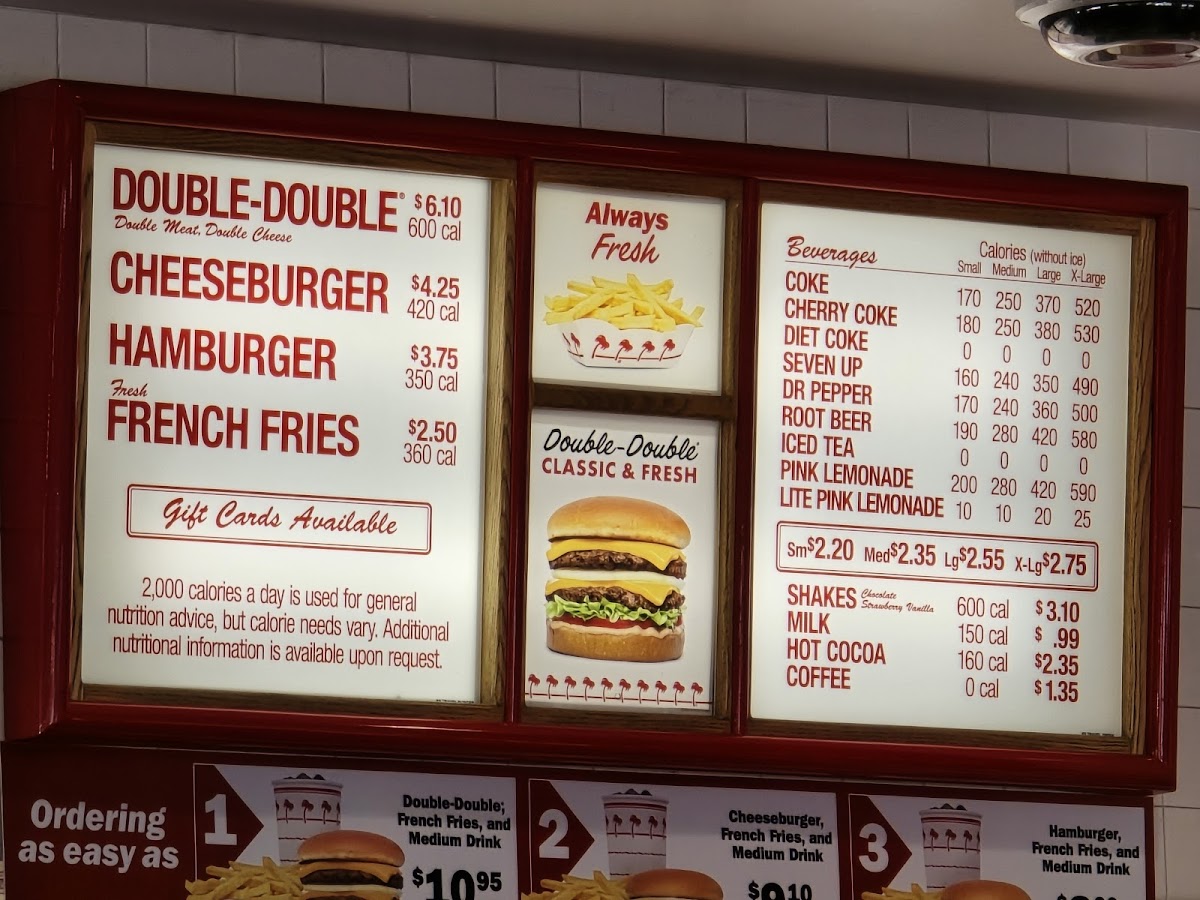 DOUBLE-DOUBLE® $6.10
Double Meat, Double Cheese 600 cal
CHEESEBURGER $4.25
420 cal
HAMBURGER $3.75
350 cal
Fresh
FRENCH FRIES $2.50
360 cal
Gift Cards Available
2,000 calories a day is used for general
nutrition advice, but calorie needs vary. Additional
nutritional information is available upon request.
Always
Fresh
Double-Double®
CLASSIC & FRESH
Beverages Calories (without ice)
Small Medium Large X-Large
COKE 170 250 370 520
CHERRY COKE 180 250 380 530
DIET COKE 0 0 0 0
SEVEN UP 160 240 350 490
DR PEPPER 170 240 360 500
ROOT BEER 190 280 420 580
ICED TEA 0 0 0 0
PINK LEMONADE 200 280 420 590
LITE PINK LEMONADE 10 10 20 25
Sm$2.20 Med$2.35 Lg$2.55 X-Lg$2.75
SHAKES Chocolate Strawberry Vanilla 600 cal $3.10
MILK 150 cal $ .99
HOT COCOA 160 cal $2.35
COFFEE 0 cal $1.35
Ordering
as easy as
1
Double-Double,
French Fries, and
Medium Drink
$10.95
2
Cheeseburger,
French Fries, and
Medium Drink
$9.10
3
Hamburger,
French Fries, and
Medium Drink